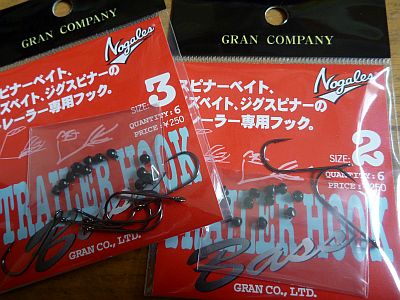 GRAN COMPANY
Nogales
スピナーベイト、
ズベイト、ジグスピナーの
レーラー専用フック。
SIZE: 3
QUANTITY: 6
PRICE: ¥250
TRAILER HOOK
Bass
GRAN CO., LTD.
GRAN COMPANY
Nogales
スピナーベイト、
ズベイト、ジグスピナーの
レーラー専用フック。
SIZE: 2
QUANTITY: 6
PRICE: ¥250
TRAILER HOOK
Bass
GRAN CO., LTD.